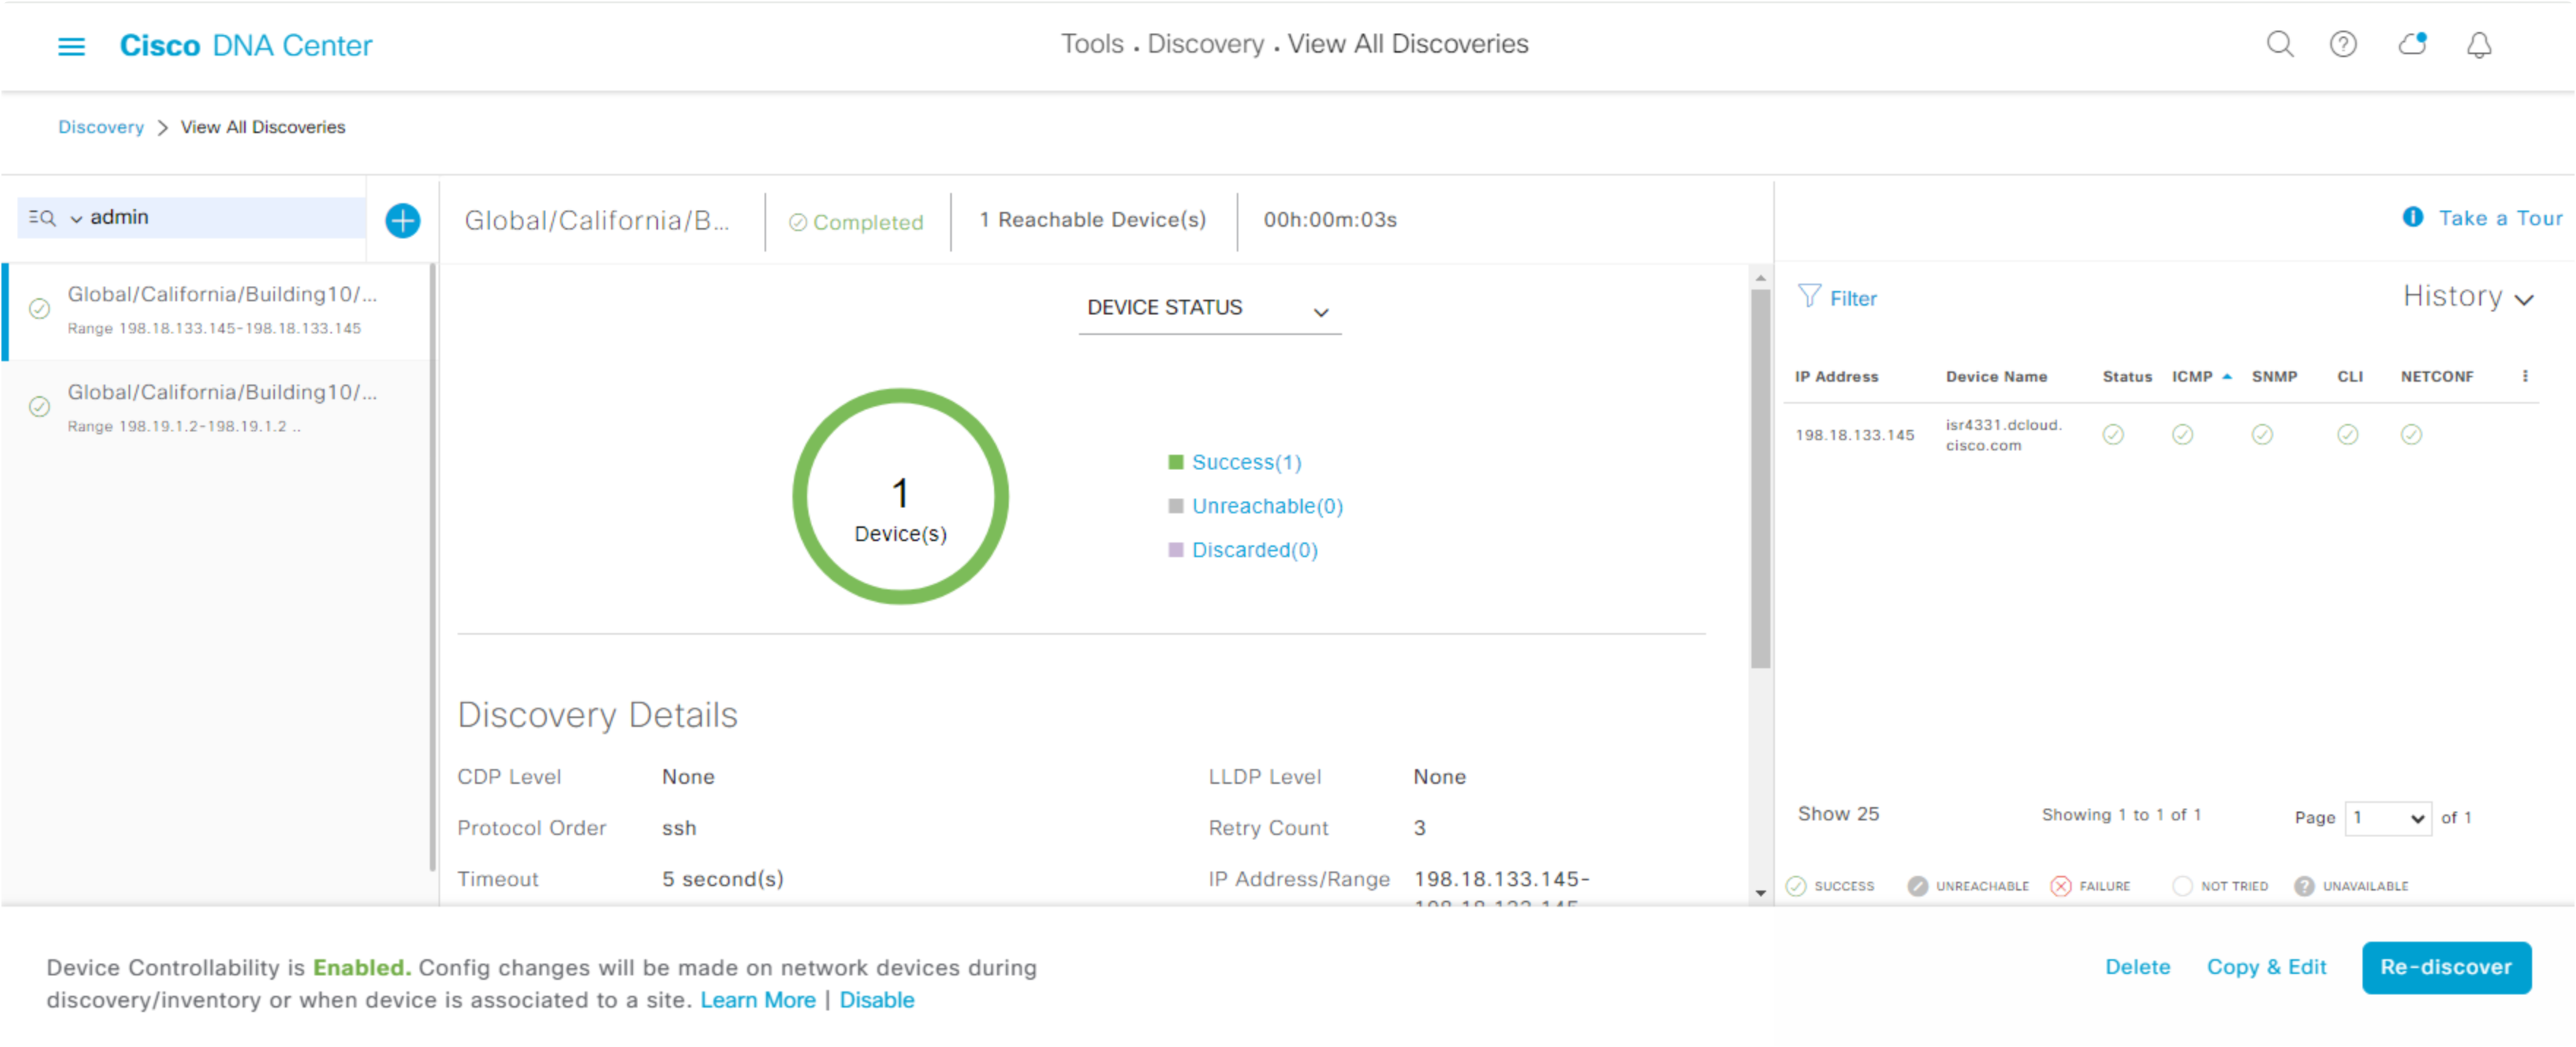 Cisco DNA Center
Tools . Discovery . View All Discoveries
Discovery > View All Discoveries
admin
Global/California/B...
Completed
1 Reachable Device(s)
00h:00m:03s
Take a Tour
Global/California/Building10/...
Range 198.18.133.145-198.18.133.145
Global/California/Building10/...
Range 198.19.1.2-198.19.1.2 ..
DEVICE STATUS
1
Device(s)
Success(1)
Unreachable(0)
Discarded(0)
Discovery Details
CDP Level None LLDP Level None
Protocol Order ssh Retry Count 3
Timeout 5 second(s) IP Address/Range 198.18.133.145-
198.18.133.145
Filter
History
IP Address Device Name Status ICMP SNMP CLI NETCONF
198.18.133.145 isr4331.dcloud.
cisco.com
Show 25 Showing 1 to 1 of 1 Page 1 of 1
SUCCESS UNREACHABLE FAILURE NOT TRIED UNAVAILABLE
Device Controllability is Enabled. Config changes will be made on network devices during
discovery/inventory or when device is associated to a site. Learn More | Disable
Delete Copy & Edit Re-discover